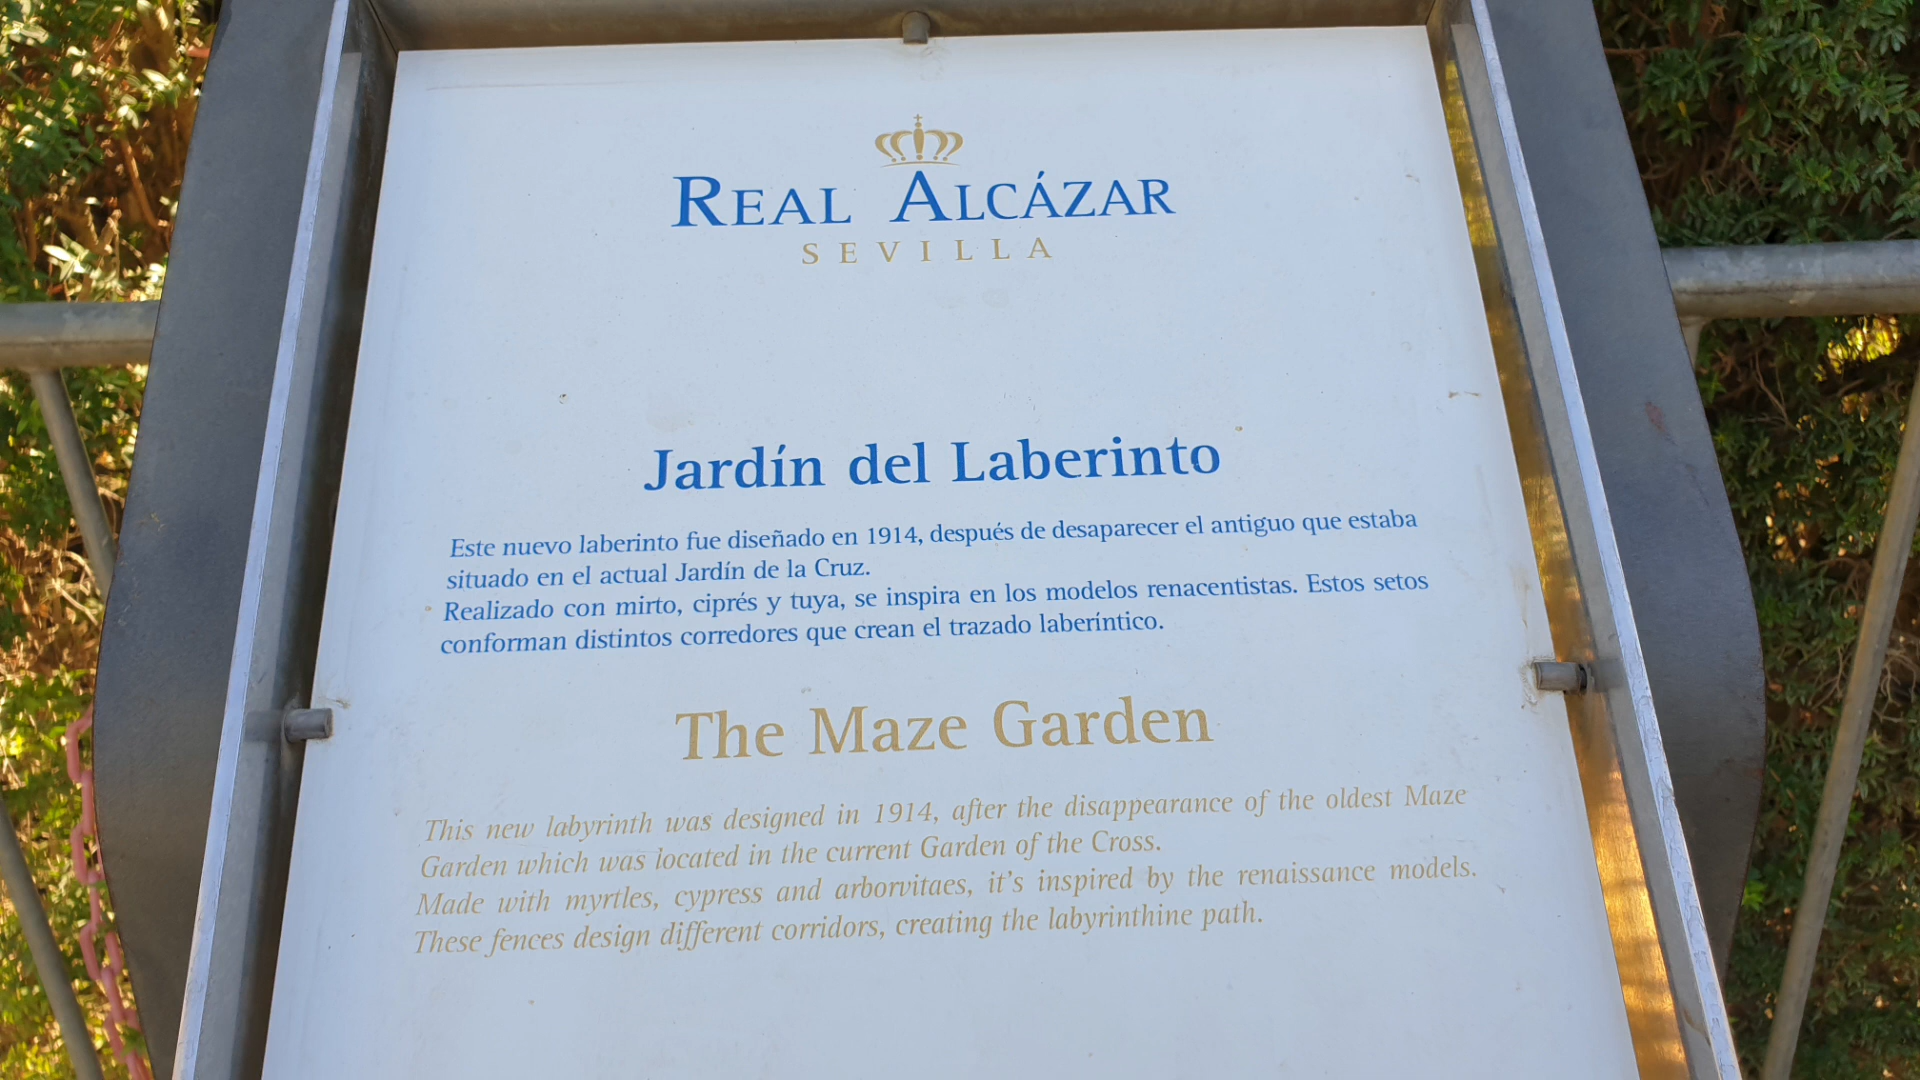 REAL ALCÁZAR
SEVILLA
Jardín del Laberinto
Este nuevo laberinto fue diseñado en 1914, después de desaparecer el antiguo que estaba
situado en el actual Jardín de la Cruz.
Realizado con mirto, ciprés y tuya, se inspira en los modelos renacentistas. Estos setos
conforman distintos corredores que crean el trazado laberíntico.
The Maze Garden
This new labyrinth was designed in 1914, after the disappearance of the oldest Maze
Garden which was located in the current Garden of the Cross.
Made with myrtles, cypress and arborvitaes, it's inspired by the renaissance models.
These fences design different corridors, creating the labyrinthine path.